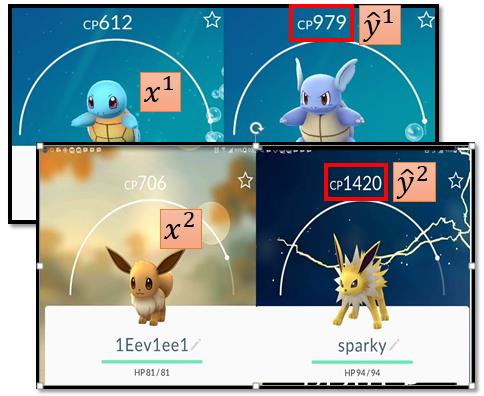 CP612
x¹
CP979
ŷ¹
CP706
x²
CP1420
ŷ²
1Eev1ee1
HP81/81
sparky
HP94/94